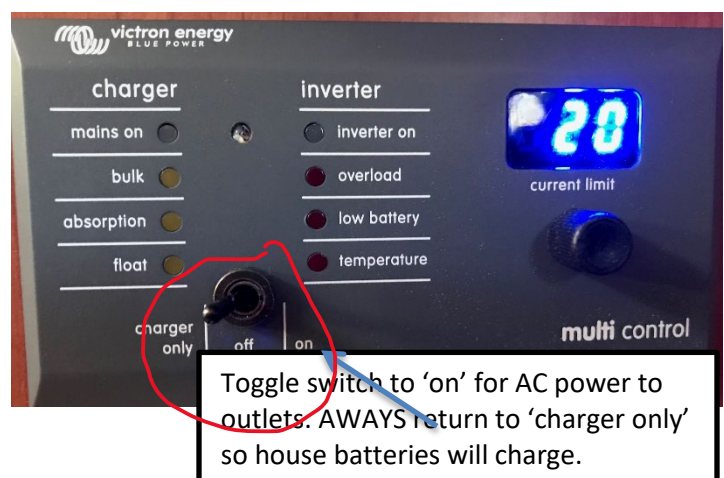 victron energy
BLUE POWER
charger
inverter
mains on
inverter on
bulk
overload
absorption
low battery
float
temperature
20
current limit
charger
only
off
on
multi control
Toggle switch to ‘on’ for AC power to
outlets. AWAYS return to ‘charger only’
so house batteries will charge.